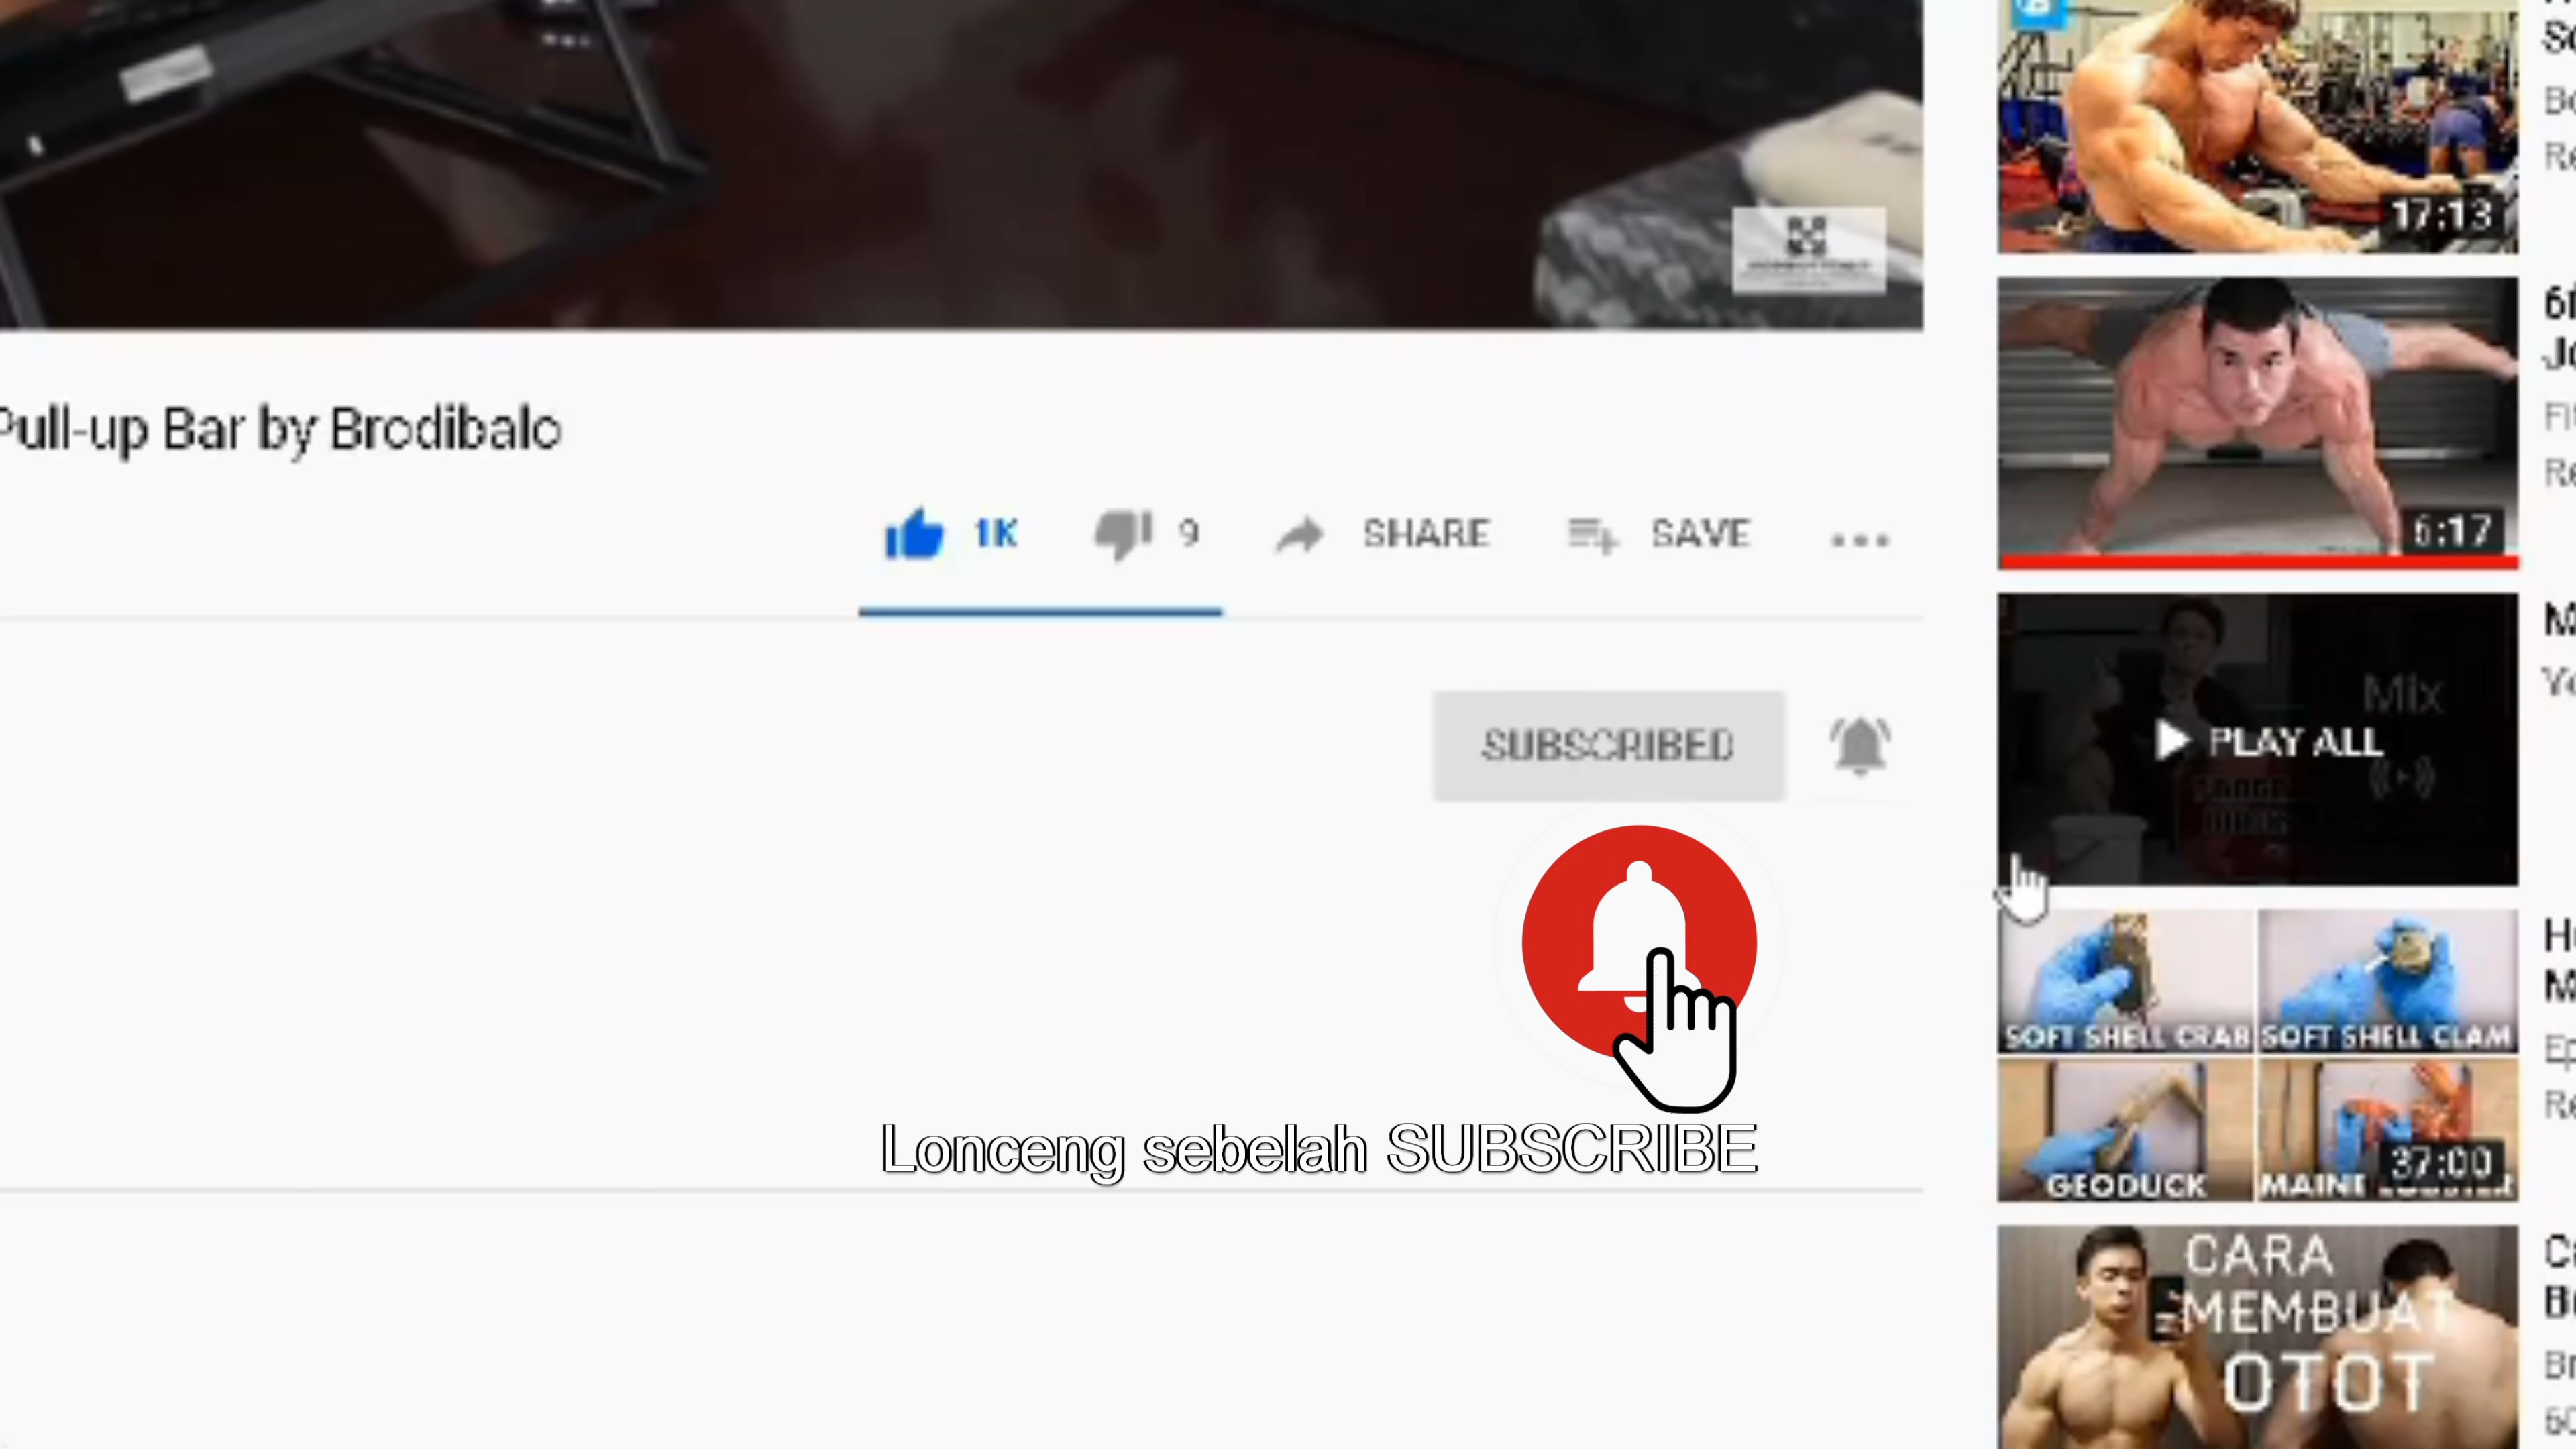 Pull-up Bar by Brodibalo
1K 9 SHARE SAVE
SUBSCRIBED
Lonceng sebelah SUBSCRIBE
17:13
6:17
Mix
PLAY ALL
SOFT SHELL CRAB SOFT SHELL CLAM
37:00
GEODUCK MAINE LOBSTER
CARA
MEMBUAT
OTOT